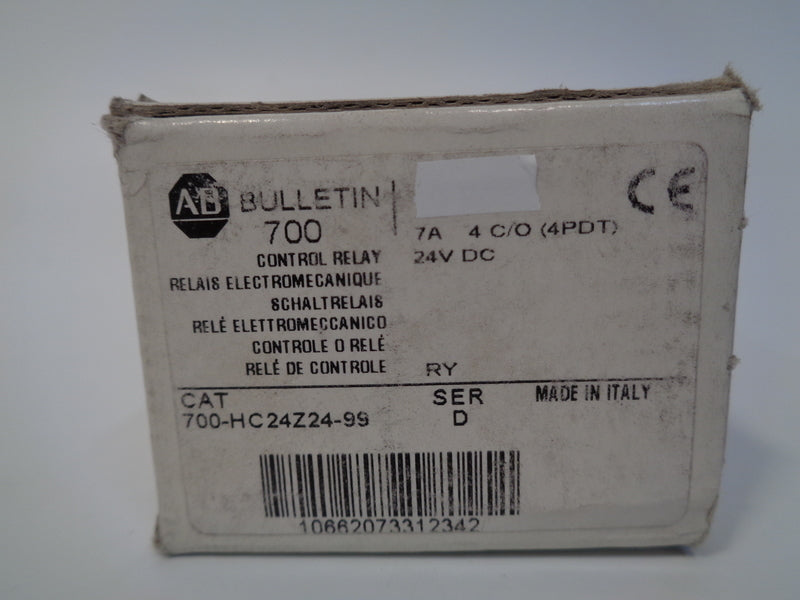 AB BULLETIN
700
CONTROL RELAY
RELAIS ELECTROMECANIQUE
SCHALTRELAIS
RELÉ ELETTROMECCANICO
CONTROLE O RELÉ
RELÉ DE CONTROLE
CE
7A 4 C/O (4PDT)
24V DC
RY
CAT
700-HC24Z24-99
SER
D
MADE IN ITALY
10662073312342